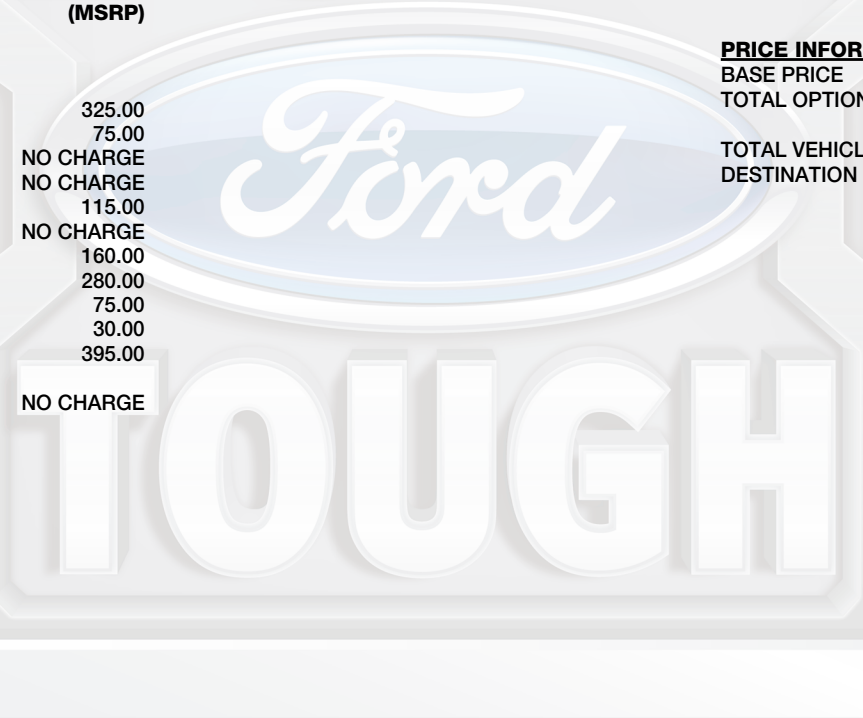 (MSRP)
325.00
75.00
NO CHARGE
NO CHARGE
115.00
NO CHARGE
160.00
280.00
75.00
30.00
395.00
NO CHARGE
PRICE INFOR
BASE PRICE
TOTAL OPTION
TOTAL VEHICL
DESTINATION
Ford
TOUGH